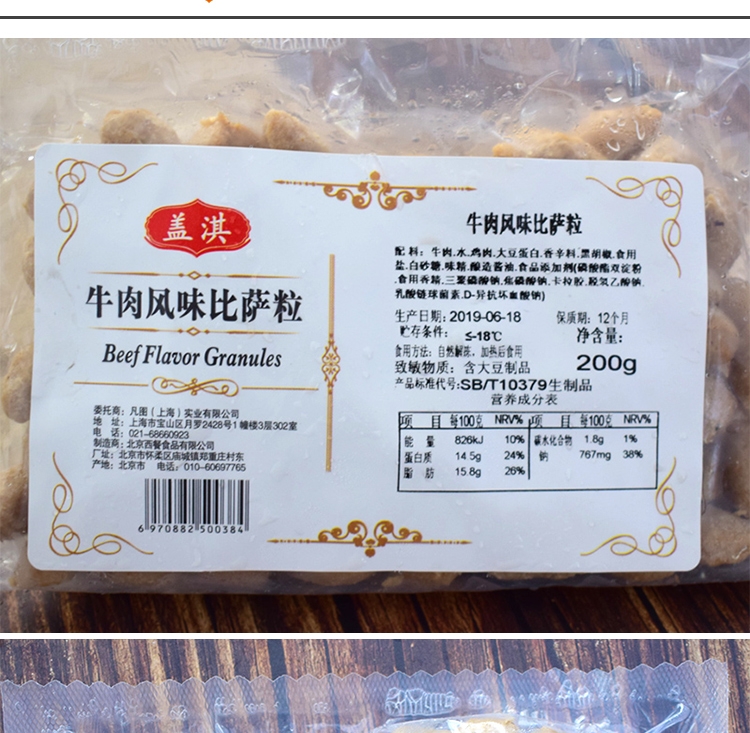 盖淇
牛肉风味比萨粒
Beef Flavor Granules
委托商：凡图（上海）实业有限公司
地 址：上海市宝山区月罗2428号1幢楼3层302室
电 话：021-68660923
制造商：北京西餐食品有限公司
厂址：北京市怀柔区庙城镇郑重庄村东
产地：北京市 电话：010-60697765
6 970882 500384
牛肉风味比萨粒
配料：牛肉,水,鸡肉,大豆蛋白,香辛料,黑胡椒,食用
盐,白砂糖,味精,酿造酱油,食品添加剂(磷酸酯双淀粉
,食用香精,三聚磷酸钠,焦磷酸钠,卡拉胶,脱氢乙酸钠,
乳酸链球菌素,D-异抗坏血酸钠)
生产日期：2019-06-18 保质期：12个月
贮存条件： ≤-18℃ 净含量：
食用方法：自然解冻，加热后食用
致敏物质：含大豆制品 200g
产品标准代号:SB/T10379生制品
营养成分表
项 目 每100克 NRV% 项 目 每100克 NRV%
能 量 826kJ 10% 碳水化合物 1.8g 1%
蛋白质 14.5g 24% 钠 767mg 38%
脂 肪 15.8g 26%